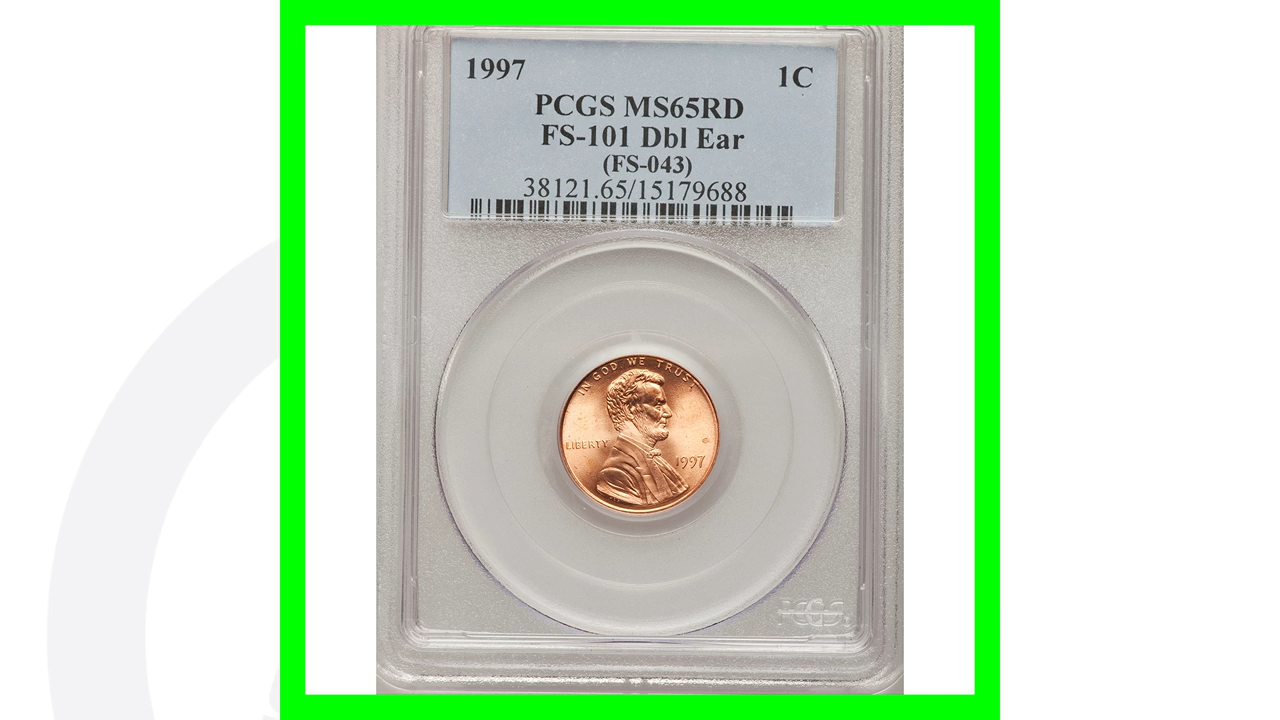 1997
1C
PCGS MS65RD
FS-101 Dbl Ear
(FS-043)
38121.65/15179688
IN GOD WE TRUST
LIBERTY
1997
PCGS